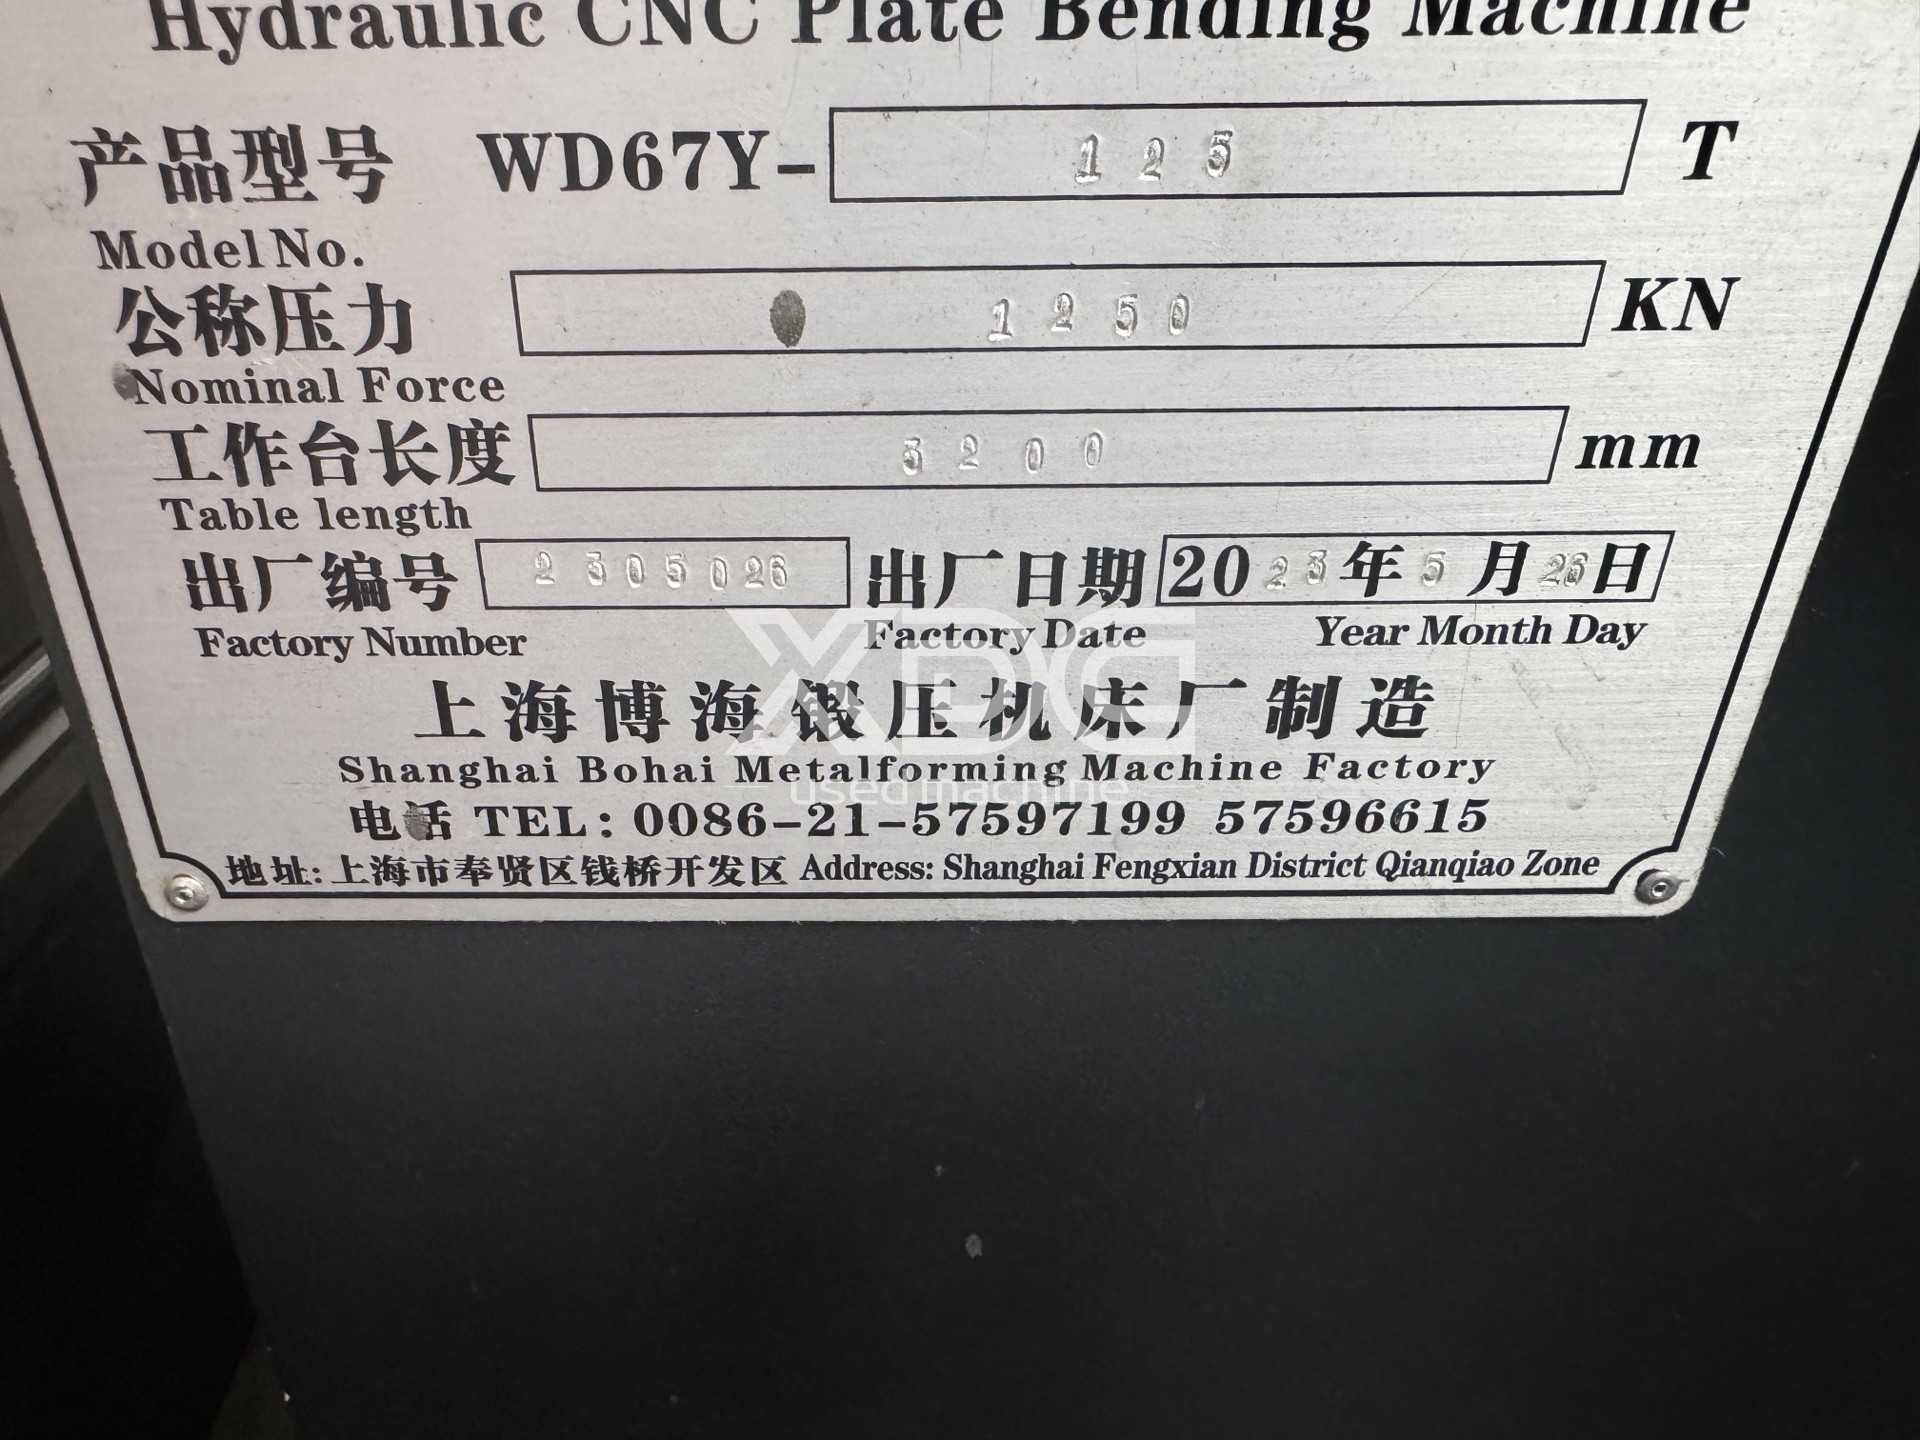 Hydraulic CNC Plate Bending Machine
产品型号 WD67Y- 125 T
Model No.
公称压力 1250 KN
Nominal Force
工作台长度 3200 mm
Table length
出厂编号 2305026 出厂日期 2023年5月26日
Factory Number Factory Date Year Month Day
XDG
上海博海锻压机床厂制造
Shanghai Bohai Metalforming Machine Factory
used machine
电话 TEL: 0086-21-57597199 57596615
地址: 上海市奉贤区钱桥开发区 Address: Shanghai Fengxian District Qianqiao Zone